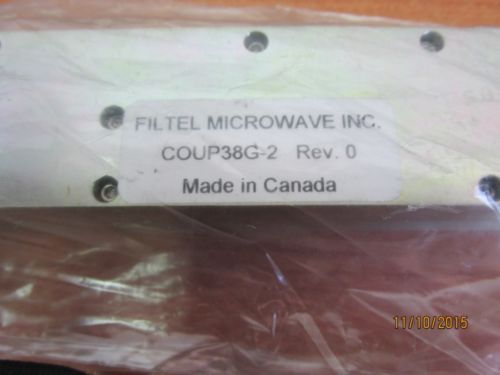 FILTEL MICROWAVE INC.
COUP38G-2 Rev. 0
Made in Canada
11/10/2015